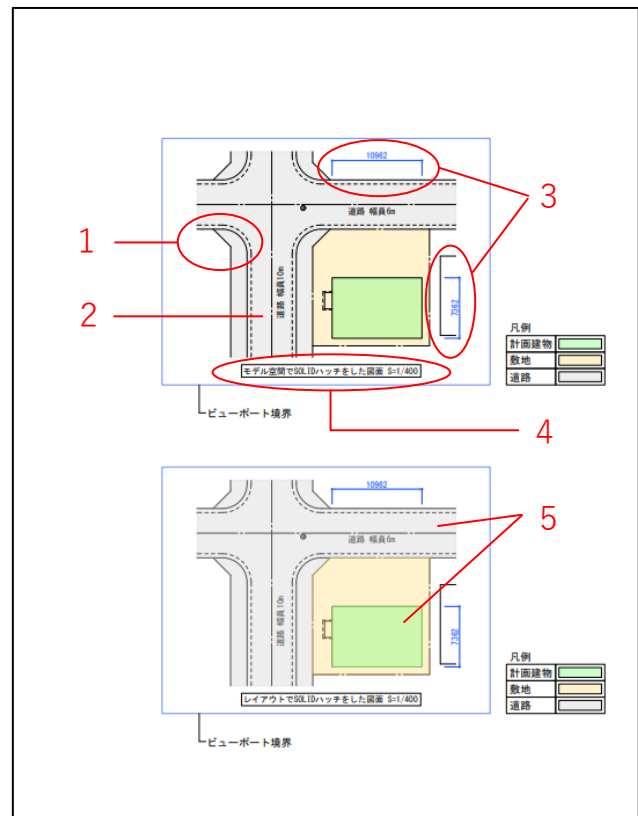 10962
3
道路 幅員6m
1
2
道路 幅員10m
7362
凡例
計画建物
敷地
道路
モデル空間でSOLIDハッチをした図面 S=1/400
ビューポート境界
4
10962
5
道路 幅員6m
道路 幅員10m
7362
凡例
計画建物
敷地
道路
レイアウトでSOLIDハッチをした図面 S=1/400
ビューポート境界